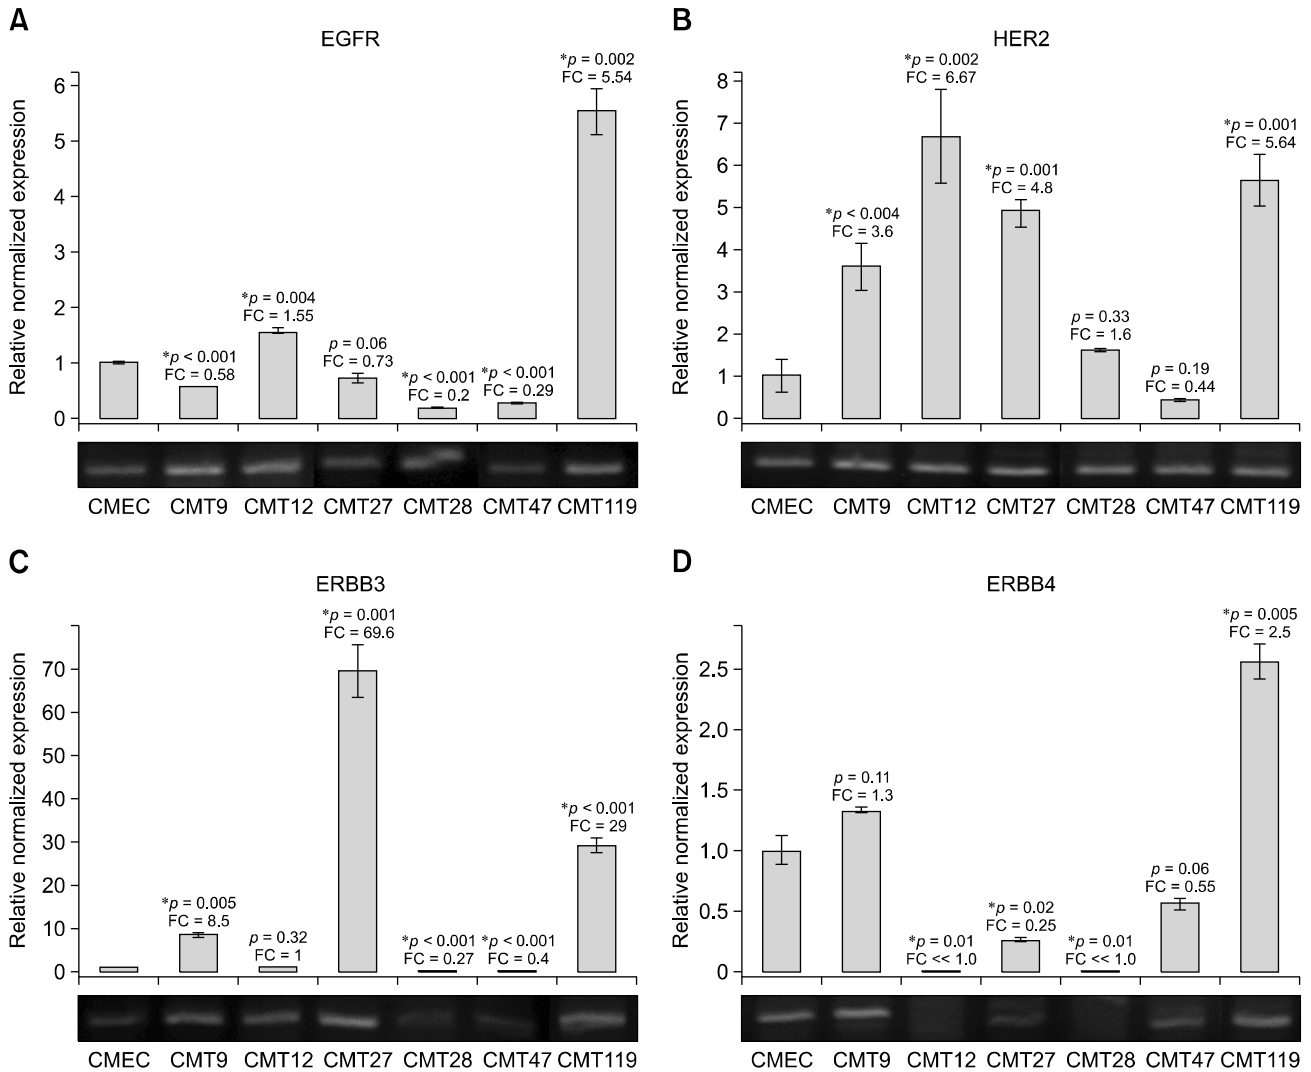 A
EGFR
Relative normalized expression
6
5
4
3
2
1
0
*p < 0.001
FC = 0.58
*p = 0.004
FC = 1.55
p = 0.06
FC = 0.73
*p < 0.001
FC = 0.2
*p < 0.001
FC = 0.29
*p = 0.002
FC = 5.54
CMEC CMT9 CMT12 CMT27 CMT28 CMT47 CMT119
B
HER2
Relative normalized expression
8
7
6
5
4
3
2
1
0
*p < 0.004
FC = 3.6
*p = 0.002
FC = 6.67
*p = 0.001
FC = 4.8
p = 0.33
FC = 1.6
p = 0.19
FC = 0.44
*p = 0.001
FC = 5.64
CMEC CMT9 CMT12 CMT27 CMT28 CMT47 CMT119
C
ERBB3
Relative normalized expression
70
60
50
40
30
20
10
0
*p = 0.005
FC = 8.5
p = 0.32
FC = 1
*p = 0.001
FC = 69.6
*p < 0.001
FC = 0.27
*p < 0.001
FC = 0.4
*p < 0.001
FC = 29
CMEC CMT9 CMT12 CMT27 CMT28 CMT47 CMT119
D
ERBB4
Relative normalized expression
2.5
2.0
1.5
1.0
0.5
0
p = 0.11
FC = 1.3
*p = 0.01
FC << 1.0
*p = 0.02
FC = 0.25
*p = 0.01
FC << 1.0
p = 0.06
FC = 0.55
*p = 0.005
FC = 2.5
CMEC CMT9 CMT12 CMT27 CMT28 CMT47 CMT119